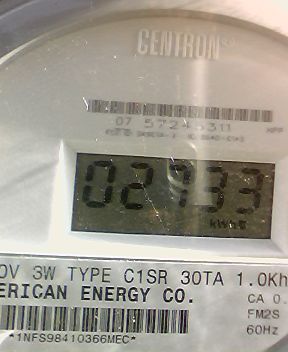 CENTRON
07 57245311
02733
kWh
0V 3W TYPE C1SR 30TA 1.0Kh
ERICAN ENERGY CO.
CA 0.
FM2S
60Hz
*1NFS98410366MEC*